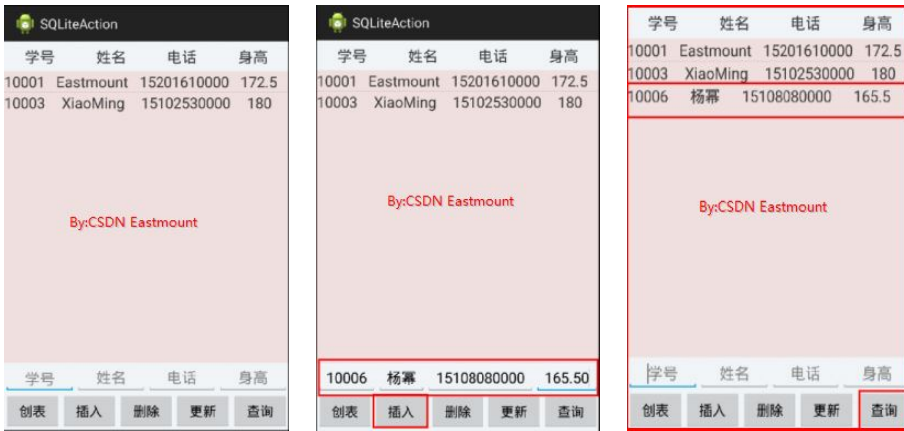 SQLiteAction
学号 姓名 电话 身高
10001 Eastmount 15201610000 172.5
10003 XiaoMing 15102530000 180
By:CSDN Eastmount
学号 姓名 电话 身高
创表 插入 删除 更新 查询
SQLiteAction
学号 姓名 电话 身高
10001 Eastmount 15201610000 172.5
10003 XiaoMing 15102530000 180
By:CSDN Eastmount
10006 杨幂 15108080000 165.50
创表 插入 删除 更新 查询
学号 姓名 电话 身高
10001 Eastmount 15201610000 172.5
10003 XiaoMing 15102530000 180
10006 杨幂 15108080000 165.5
By:CSDN Eastmount
学号 姓名 电话 身高
创表 插入 删除 更新 查询